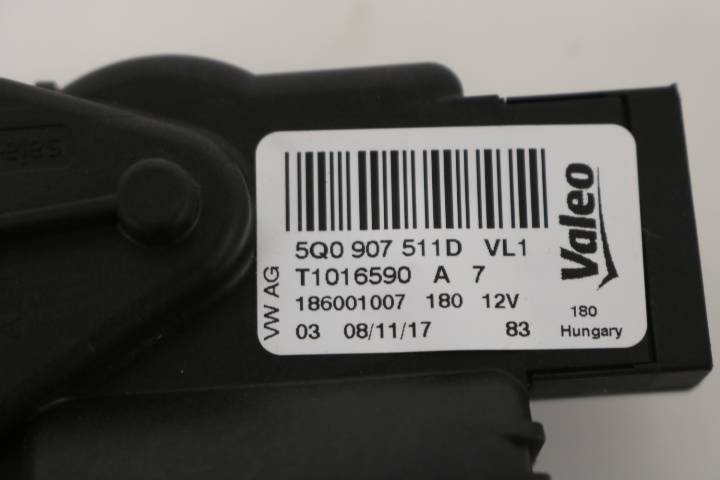 5Q0 907 511D VL1
T1016590 A 7
186001007 180 12V
03 08/11/17 83
VW AG
Valeo
180
Hungary